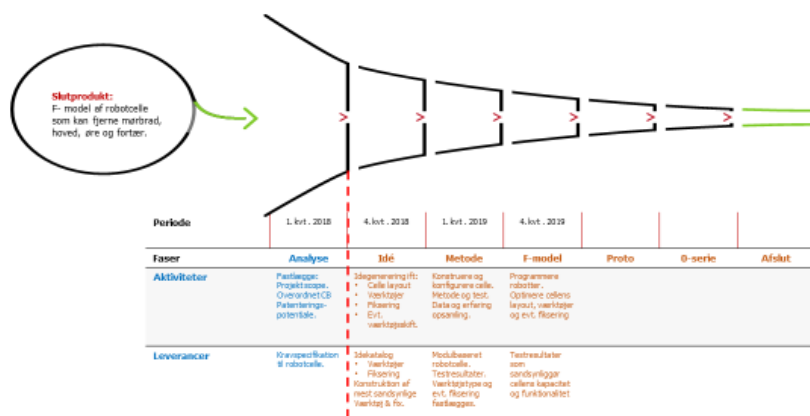 Slutprodukt:
F- model af robotcelle
som kan fjerne mørbrad,
hoved, øre og fortæer.
>
>
>
>
>
>
Periode
1. kvt. 2018
4. kvt. 2018
1. kvt. 2019
4. kvt. 2019
Faser
Analyse
Idé
Metode
F-model
Proto
0-serie
Afslut
Aktiviteter
Fastlægge:
Projektscope.
Overordnet CB
Patenterings-
potentiale.
Idegenerering ift:
• Celle layout
• Værktøjer
• Fiksering
• Evt.
værktøjsskift.
Konstruere og
konfigurere celle.
Metode og test.
Data og erfaring
opsamling.
Programmere
robotter.
Optimere cellens
layout, værktøjer
og evt. fiksering
Leverancer
Kravspecifikation
til robotcelle.
Idekatalog
• Værktøjer
• Fiksering
Konstruktion af
mest sandsynlige
Værktøj & fix.
Modulbaseret
robotcelle.
Testresultater.
Værktøjstype og
evt. fiksering
fastlægges.
Testresultater
som
sandsynliggør
cellens kapacitet
og funktionalitet